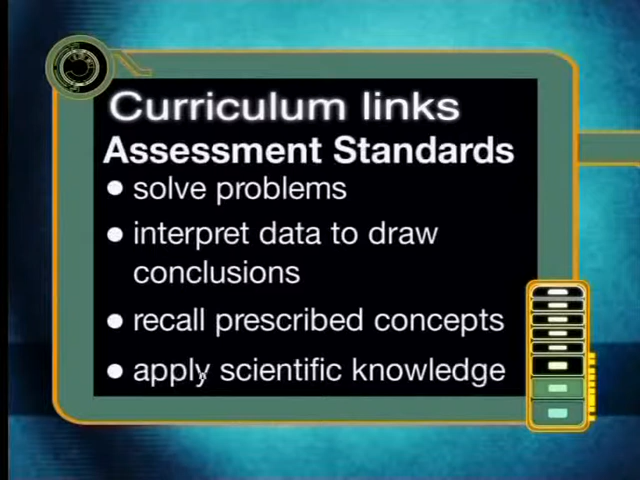 Curriculum links
Assessment Standards
● solve problems
● interpret data to draw
conclusions
● recall prescribed concepts
● apply scientific knowledge